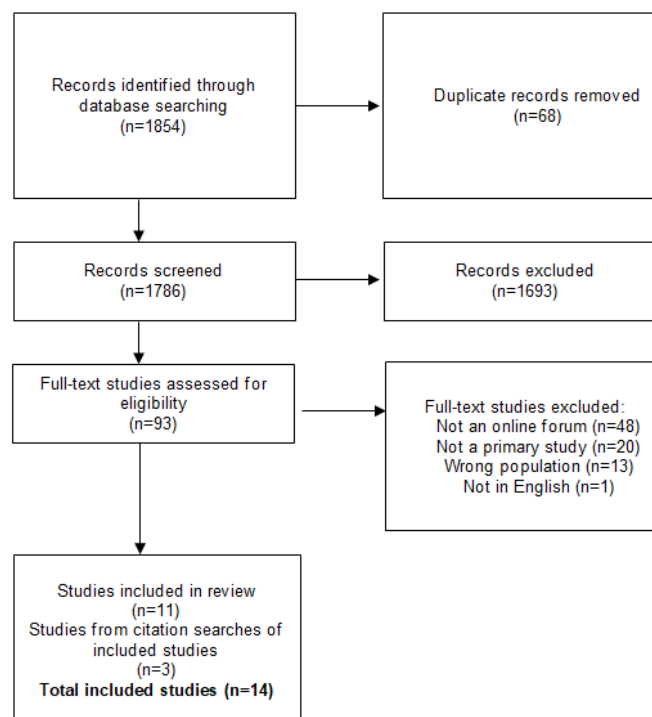 Records identified through
database searching
(n=1854)
Duplicate records removed
(n=68)
Records screened
(n=1786)
Records excluded
(n=1693)
Full-text studies assessed for
eligibility
(n=93)
Full-text studies excluded:
Not an online forum (n=48)
Not a primary study (n=20)
Wrong population (n=13)
Not in English (n=1)
Studies included in review
(n=11)
Studies from citation searches of
included studies
(n=3)
Total included studies (n=14)